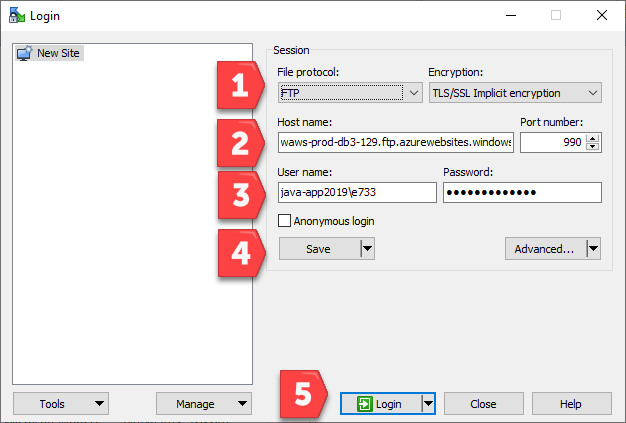 Login
New Site
Session
File protocol: Encryption:
1 FTP TLS/SSL Implicit encryption
Host name: Port number:
2 waws-prod-db3-129.ftp.azurewebsites.windows 990
User name: Password:
3 java-app2019\e733 •••••••••••••
Anonymous login
4 Save Advanced...
5
Tools Manage Login Close Help